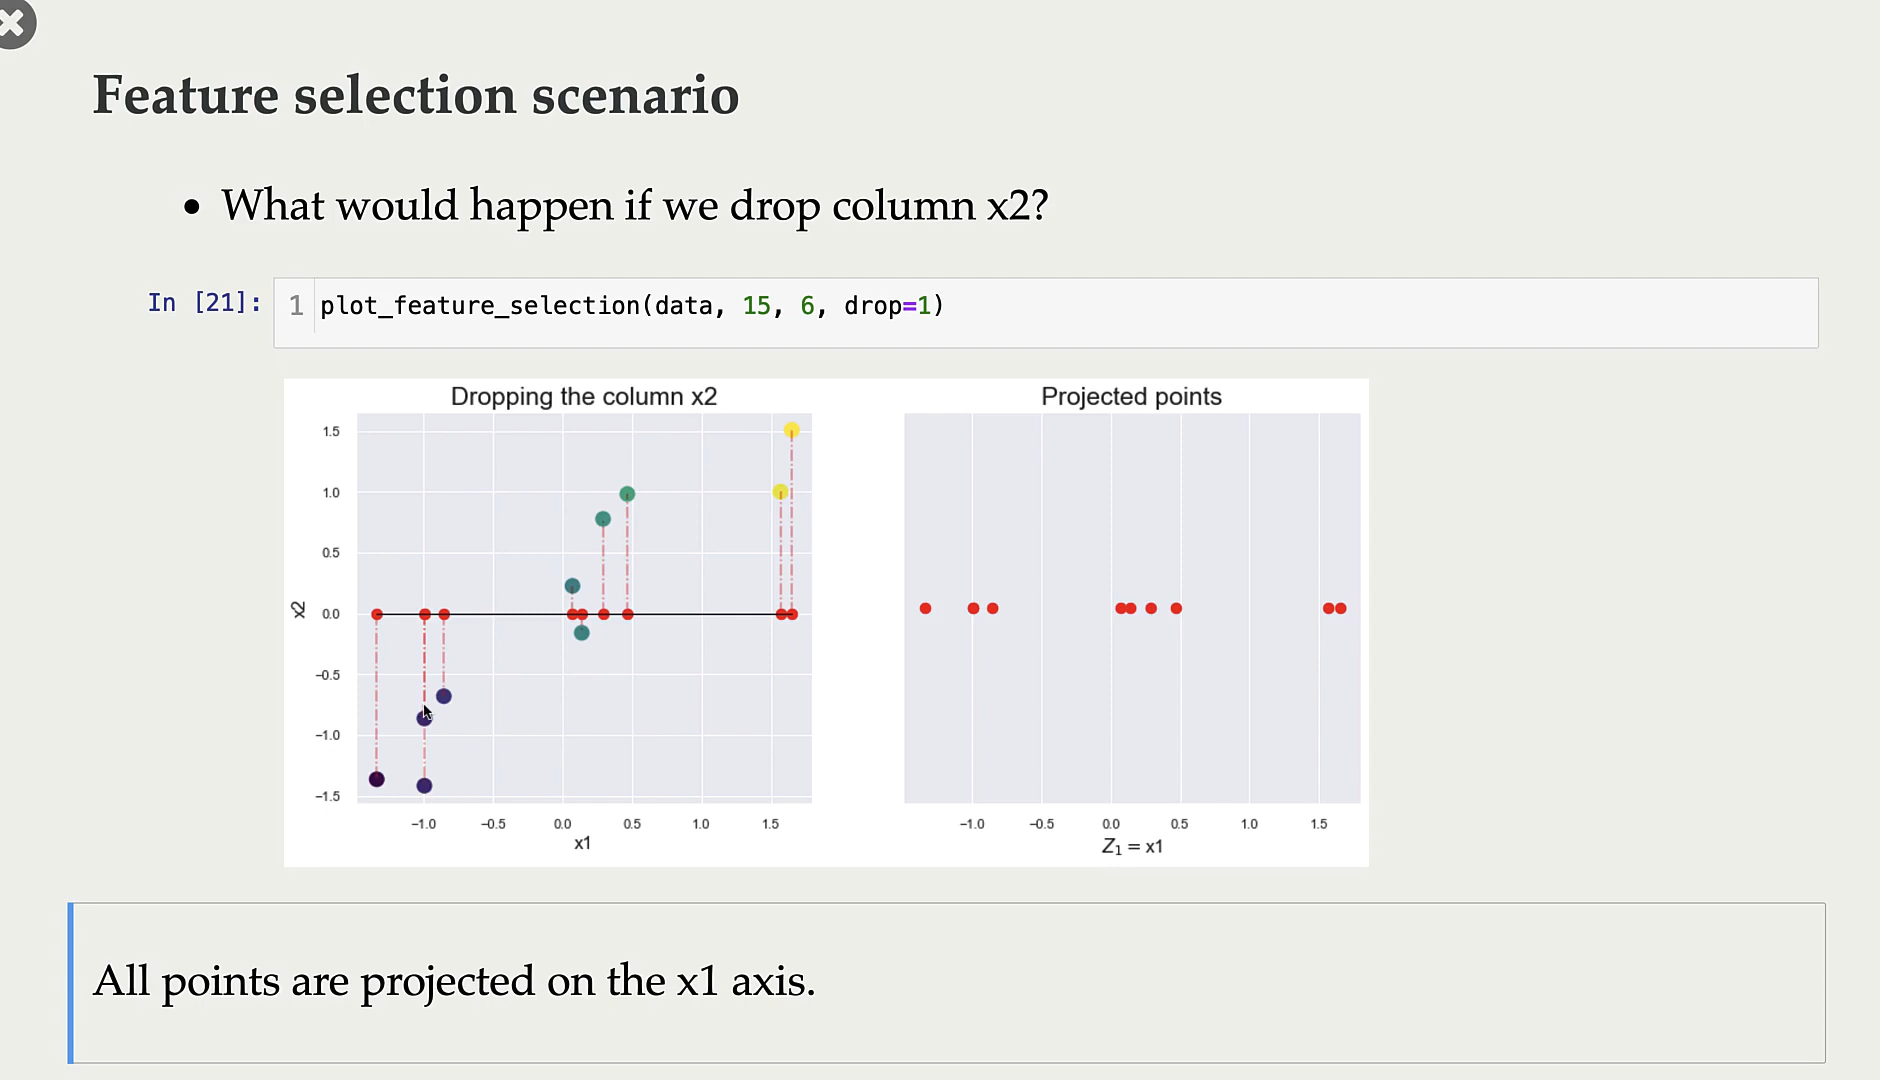 Feature selection scenario
• What would happen if we drop column x2?
In [21]: 1 plot_feature_selection(data, 15, 6, drop=1)
Dropping the column x2
1.5
1.0
0.5
0.0
−0.5
−1.0
−1.5
x2
−1.0 −0.5 0.0 0.5 1.0 1.5
x1
Projected points
−1.0 −0.5 0.0 0.5 1.0 1.5
Z₁ = x1
All points are projected on the x1 axis.